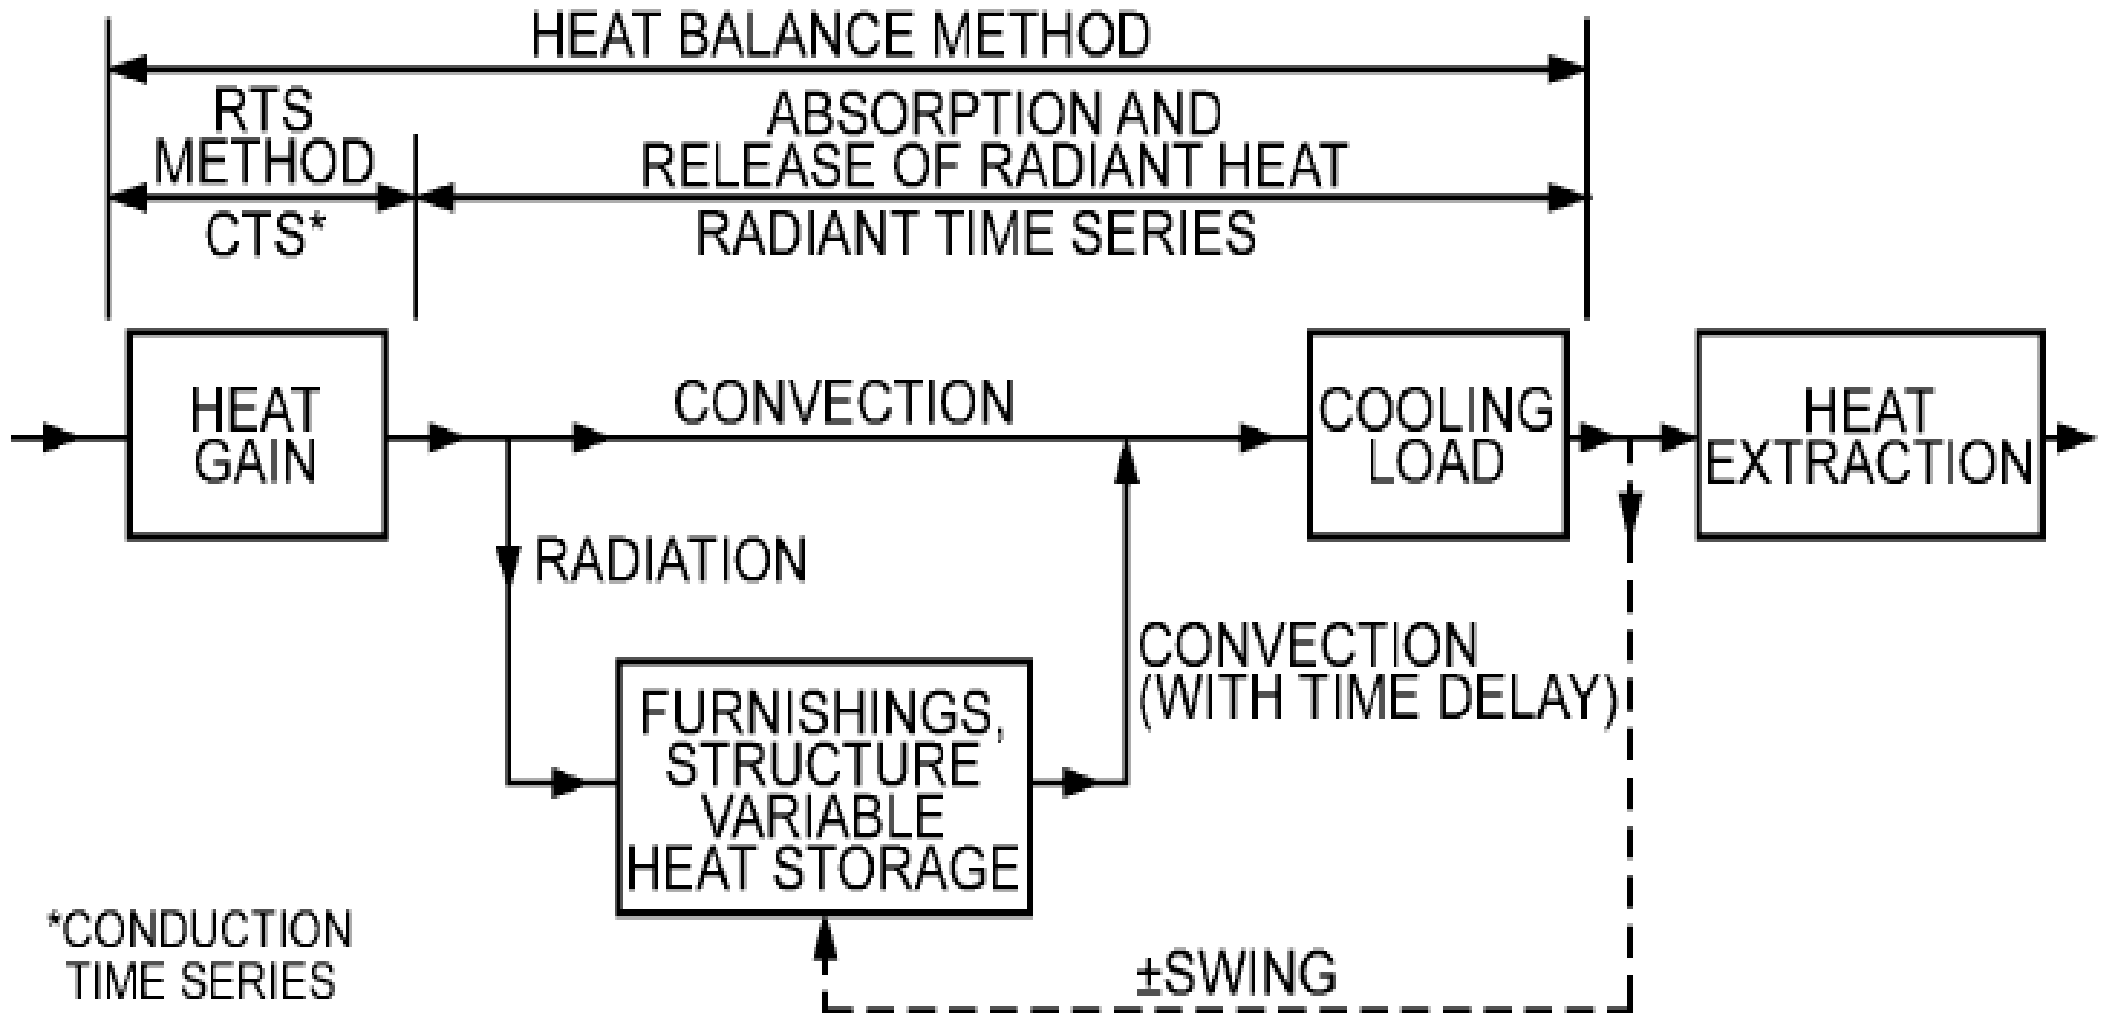 HEAT BALANCE METHOD
RTS
METHOD
CTS*
ABSORPTION AND
RELEASE OF RADIANT HEAT
RADIANT TIME SERIES
HEAT
GAIN
CONVECTION
COOLING
LOAD
HEAT
EXTRACTION
RADIATION
CONVECTION
(WITH TIME DELAY)
FURNISHINGS,
STRUCTURE
VARIABLE
HEAT STORAGE
±SWING
*CONDUCTION
TIME SERIES